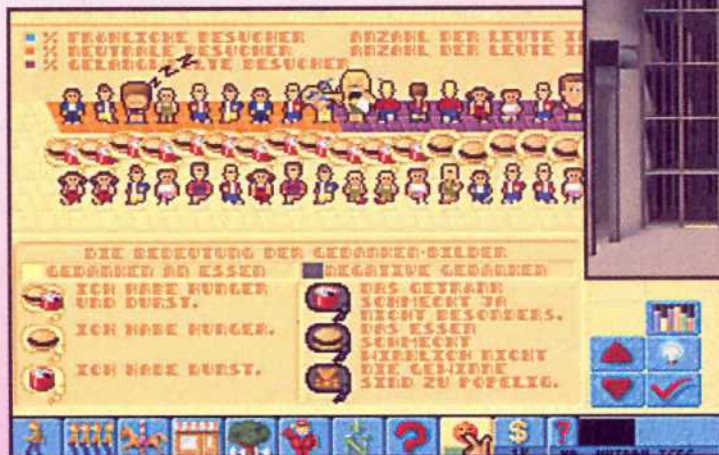 % FRÖHLICHE BESUCHER ANZAHL DER LEUTE I
% NEUTRALE BESUCHER ANZAHL DER LEUTE I
% GELANGWEILTE BESUCHER
ZZZ
DIE BEDEUTUNG DER GEDANKEN-BILDER
GEDANKEN AN ESSEN NEGATIVE GEDANKEN
ICH HABE HUNGER
UND DURST.
ICH HABE HUNGER.
ICH HABE DURST.
DAS GETRÄNK
SCHMECKT JA
NICHT BESONDERS.
DAS ESSEN
SCHMECKT
WIRKLICH NICHT
DIE GEWINNE
SIND ZU POPELIG.
? $ ?